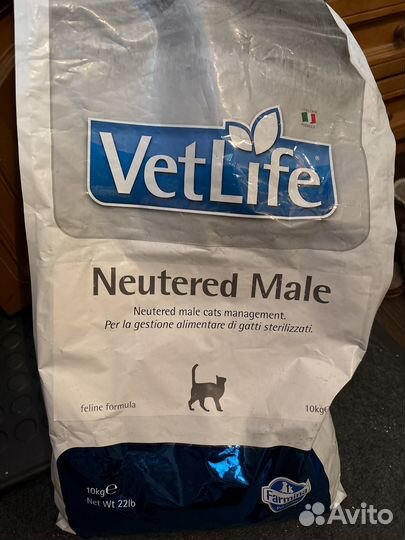 VetLife
Neutered Male
Neutered male cats management.
Per la gestione alimentare di gatti sterilizzati.
feline formula
10kg℮
10kg℮
Net Wt 22lb
Farmina
Avito